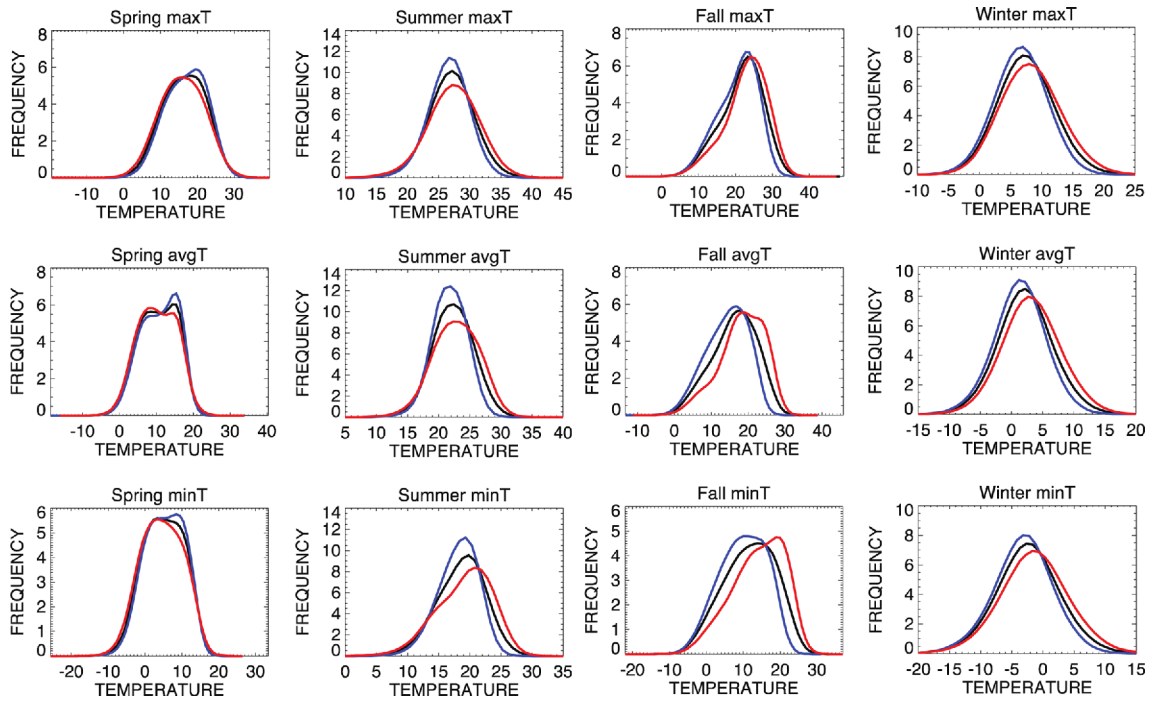 Spring maxT
Summer maxT
Fall maxT
Winter maxT
FREQUENCY
8
6
4
2
0
-10 0 10 20 30
TEMPERATURE
FREQUENCY
14
12
10
8
6
4
2
0
10 15 20 25 30 35 40 45
TEMPERATURE
FREQUENCY
8
6
4
2
0
0 10 20 30 40
TEMPERATURE
FREQUENCY
10
8
6
4
2
0
-10 -5 0 5 10 15 20 25
TEMPERATURE
Spring avgT
Summer avgT
Fall avgT
Winter avgT
FREQUENCY
8
6
4
2
0
-10 0 10 20 30 40
TEMPERATURE
FREQUENCY
14
12
10
8
6
4
2
0
5 10 15 20 25 30 35 40
TEMPERATURE
FREQUENCY
8
6
4
2
0
-10 0 10 20 30 40
TEMPERATURE
FREQUENCY
10
8
6
4
2
0
-15 -10 -5 0 5 10 15 20
TEMPERATURE
Spring minT
Summer minT
Fall minT
Winter minT
FREQUENCY
6
5
4
3
2
1
0
-20 -10 0 10 20 30
TEMPERATURE
FREQUENCY
14
12
10
8
6
4
2
0
0 5 10 15 20 25 30 35
TEMPERATURE
FREQUENCY
6
5
4
3
2
1
0
-20 -10 0 10 20 30
TEMPERATURE
FREQUENCY
10
8
6
4
2
0
-20 -15 -10 -5 0 5 10 15
TEMPERATURE